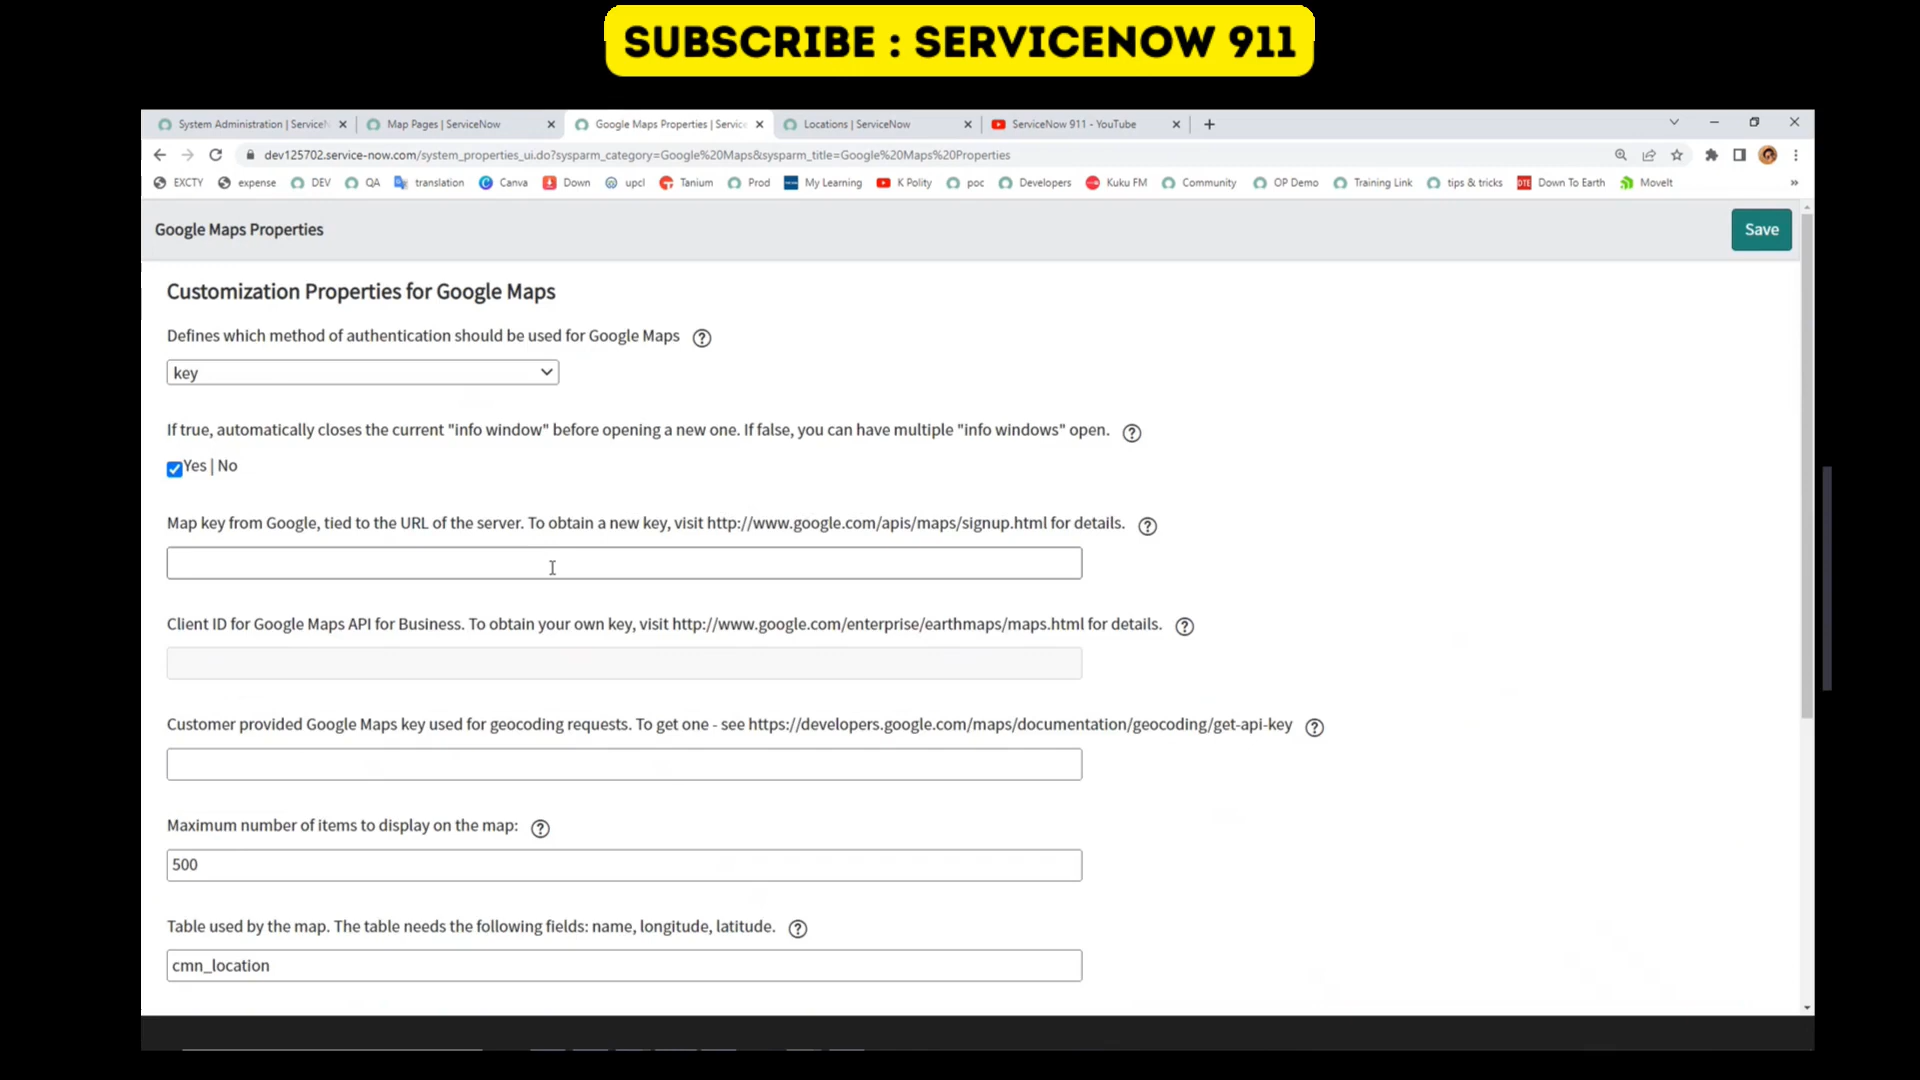 SUBSCRIBE : SERVICENOW 911
System Administration | ServiceN
Map Pages | ServiceNow
Google Maps Properties | Service
Locations | ServiceNow
ServiceNow 911 - YouTube
dev125702.service-now.com/system_properties_ui.do?sysparm_category=Google%20Maps&sysparm_title=Google%20Maps%20Properties
EXCTY expense DEV QA translation Canva Down upcl Tanium Prod My Learning K Polity poc Developers Kuku FM Community OP Demo Training Link tips & tricks DTE Down To Earth MoveIt »
Google Maps Properties
Save
Customization Properties for Google Maps
Defines which method of authentication should be used for Google Maps
key
If true, automatically closes the current "info window" before opening a new one. If false, you can have multiple "info windows" open.
Yes | No
Map key from Google, tied to the URL of the server. To obtain a new key, visit http://www.google.com/apis/maps/signup.html for details.
Client ID for Google Maps API for Business. To obtain your own key, visit http://www.google.com/enterprise/earthmaps/maps.html for details.
Customer provided Google Maps key used for geocoding requests. To get one - see https://developers.google.com/maps/documentation/geocoding/get-api-key
Maximum number of items to display on the map:
500
Table used by the map. The table needs the following fields: name, longitude, latitude.
cmn_location